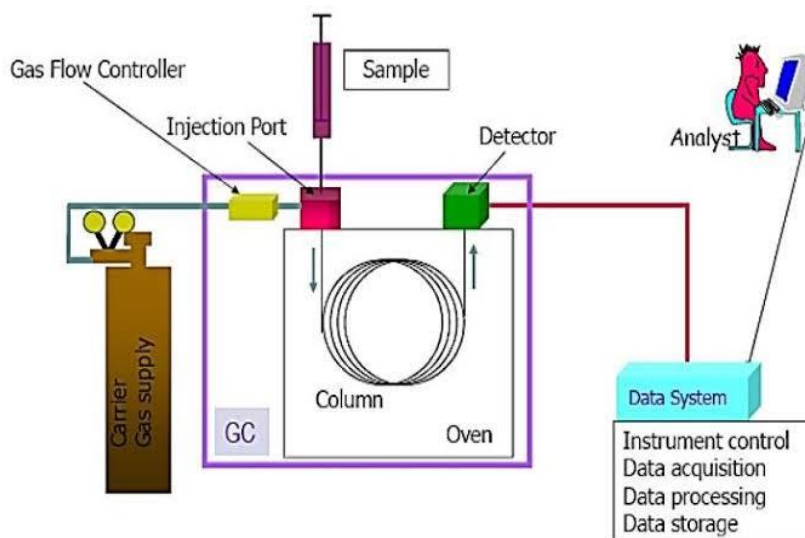 Gas Flow Controller
Sample
Injection Port
Detector
Analyst
Carrier
Gas supply
Column
GC
Oven
Data System
Instrument control
Data acquisition
Data processing
Data storage